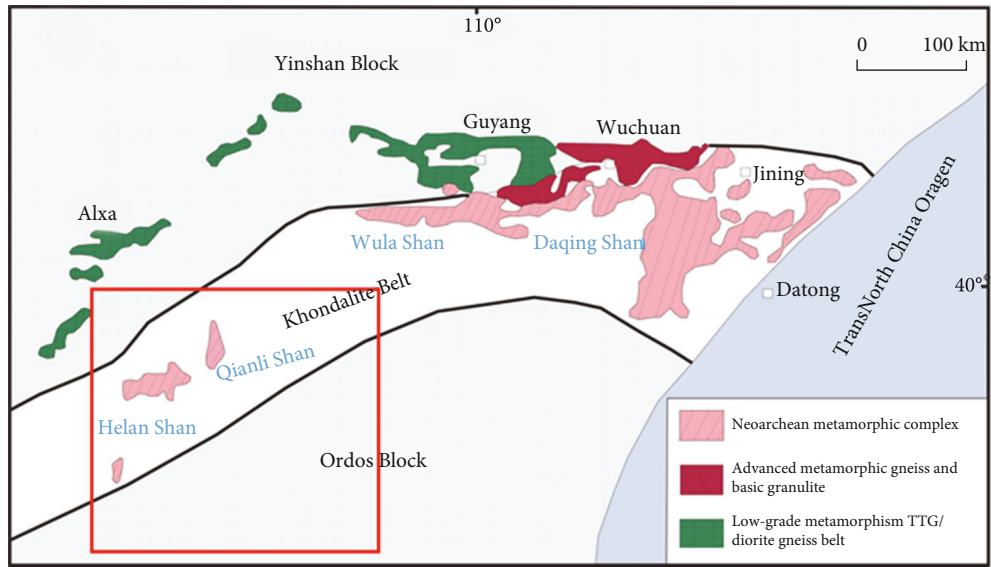 110°
0 100 km
Yinshan Block
Guyang
Wuchuan
Jining
Alxa
Wula Shan
Daqing Shan
Khondalite Belt
Datong
40°
TransNorth China Oragen
Qianli Shan
Helan Shan
Ordos Block
Neoarchean metamorphic complex
Advanced metamorphic gneiss and
basic granulite
Low-grade metamorphism TTG/
diorite gneiss belt